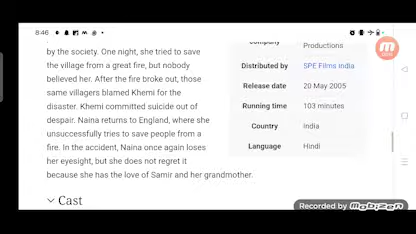 8:46
by the society. One night, she tried to save
the village from a great fire, but nobody
believed her. After the fire broke out, those
same villagers blamed Khemi for the
disaster. Khemi committed suicide out of
despair. Naina returns to England, where she
unsuccessfully tries to save people from a
fire. In the accident, Naina once again loses
her eyesight, but she does not regret it
because she has the love of Samir and her grandmother.
company Productions
Distributed by SPE Films india
Release date 20 May 2005
Running time 103 minutes
Country india
Language Hindi
Cast
Recorded by Mobizen